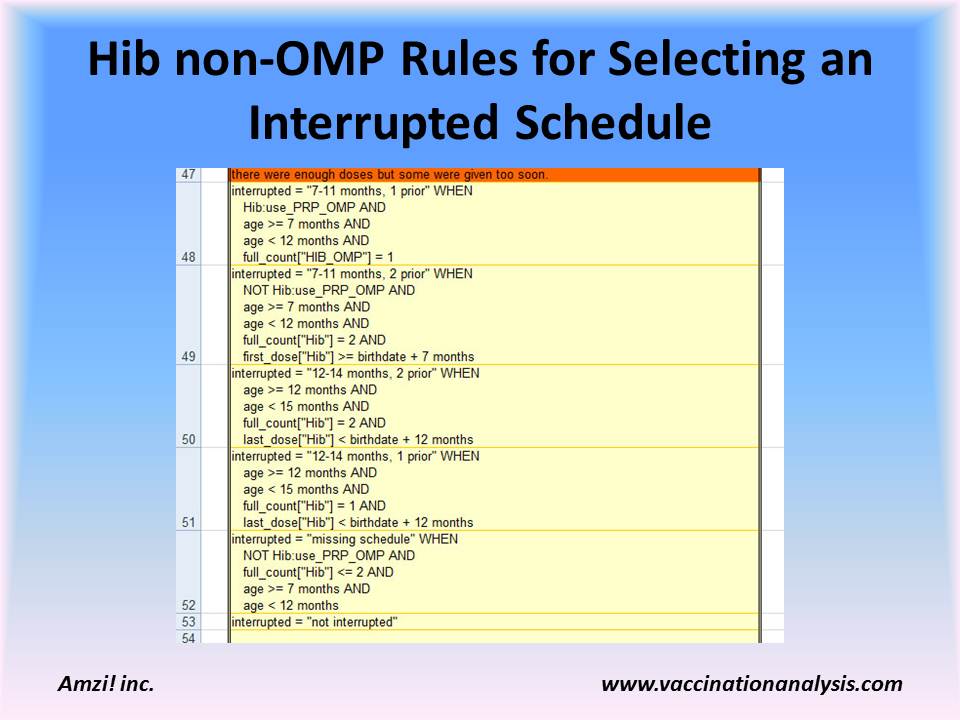 Hib non-OMP Rules for Selecting an
Interrupted Schedule
47 there were enough doses but some were given too soon.
interrupted = "7-11 months, 1 prior" WHEN
Hib:use_PRP_OMP AND
age >= 7 months AND
age < 12 months AND
48 full_count["HIB_OMP"] = 1
interrupted = "7-11 months, 2 prior" WHEN
NOT Hib:use_PRP_OMP AND
age >= 7 months AND
age < 12 months AND
full_count["Hib"] = 2 AND
49 first_dose["Hib"] >= birthdate + 7 months
interrupted = "12-14 months, 2 prior" WHEN
age >= 12 months AND
age < 15 months AND
full_count["Hib"] = 2 AND
50 last_dose["Hib"] < birthdate + 12 months
interrupted = "12-14 months, 1 prior" WHEN
age >= 12 months AND
age < 15 months AND
full_count["Hib"] = 1 AND
51 last_dose["Hib"] < birthdate + 12 months
interrupted = "missing schedule" WHEN
NOT Hib:use_PRP_OMP AND
full_count["Hib"] <= 2 AND
age >= 7 months AND
52 age < 12 months
53 interrupted = "not interrupted"
54
Amzi! inc. www.vaccinationanalysis.com